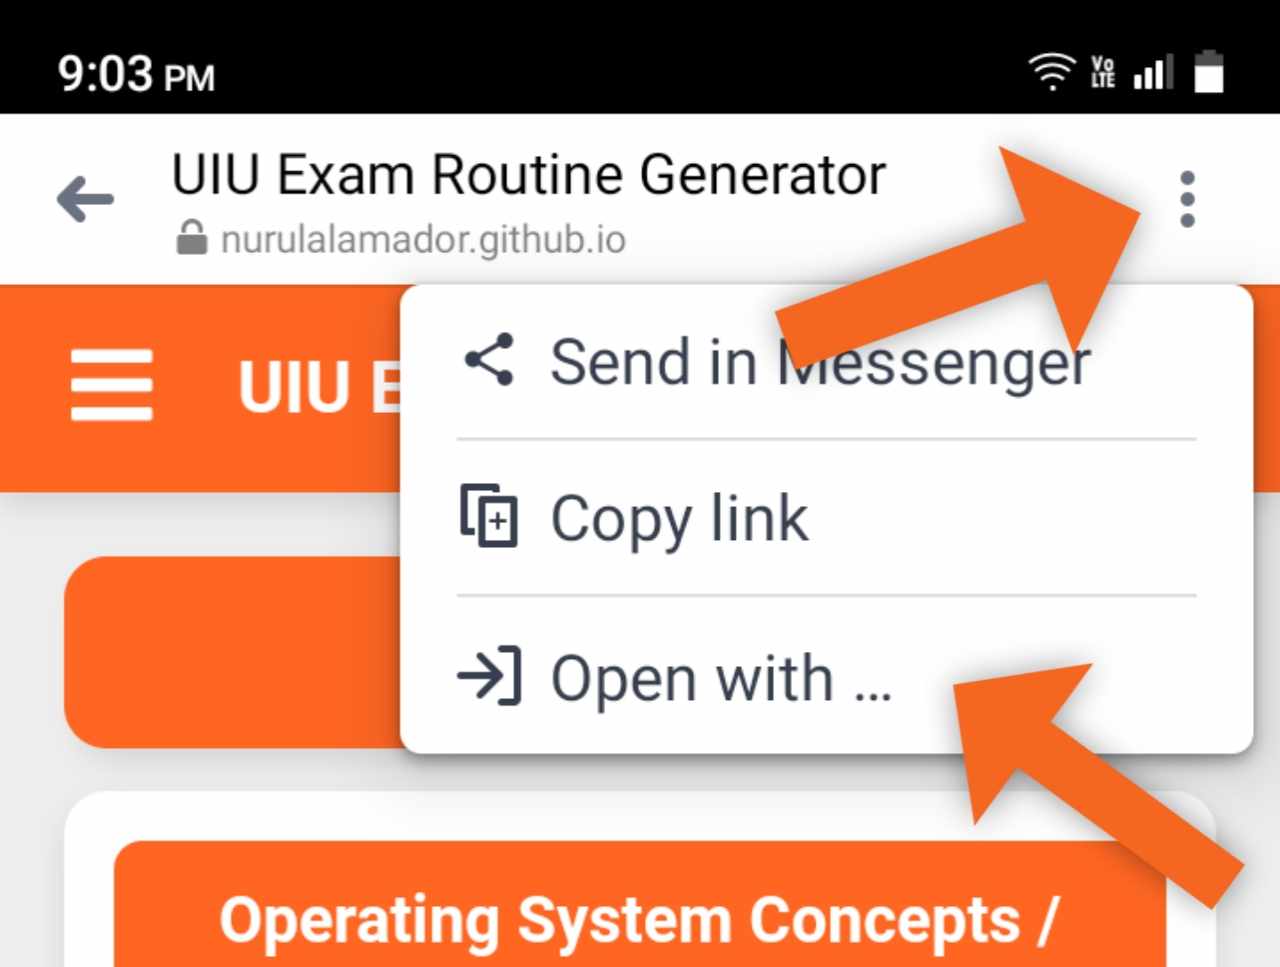 9:03 PM
Vo
LTE
UIU Exam Routine Generator
nurulalamador.github.io
UIU E
Send in Messenger
Copy link
Open with ...
Operating System Concepts /